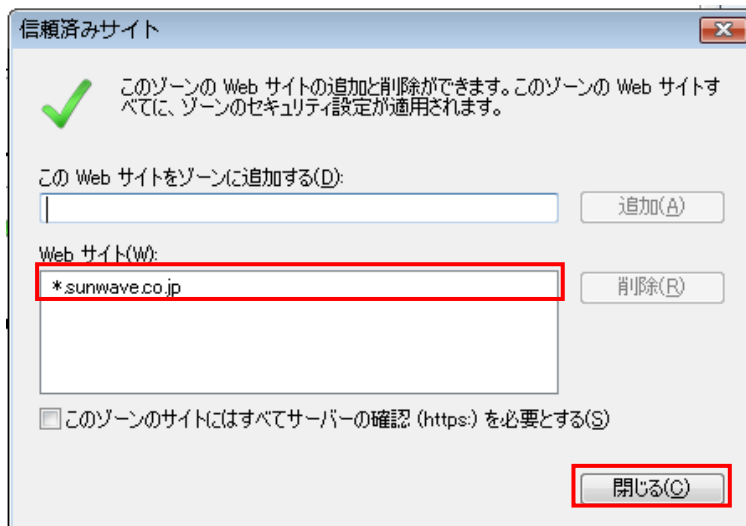 信頼済みサイト
このゾーンの Web サイトの追加と削除ができます。このゾーンの Web サイトす
べてに、ゾーンのセキュリティ設定が適用されます。
この Web サイトをゾーンに追加する(D):
追加(A)
Web サイト(W):
*.sunwave.co.jp
削除(R)
このゾーンのサイトにはすべてサーバーの確認 (https:) を必要とする(S)
閉じる(C)